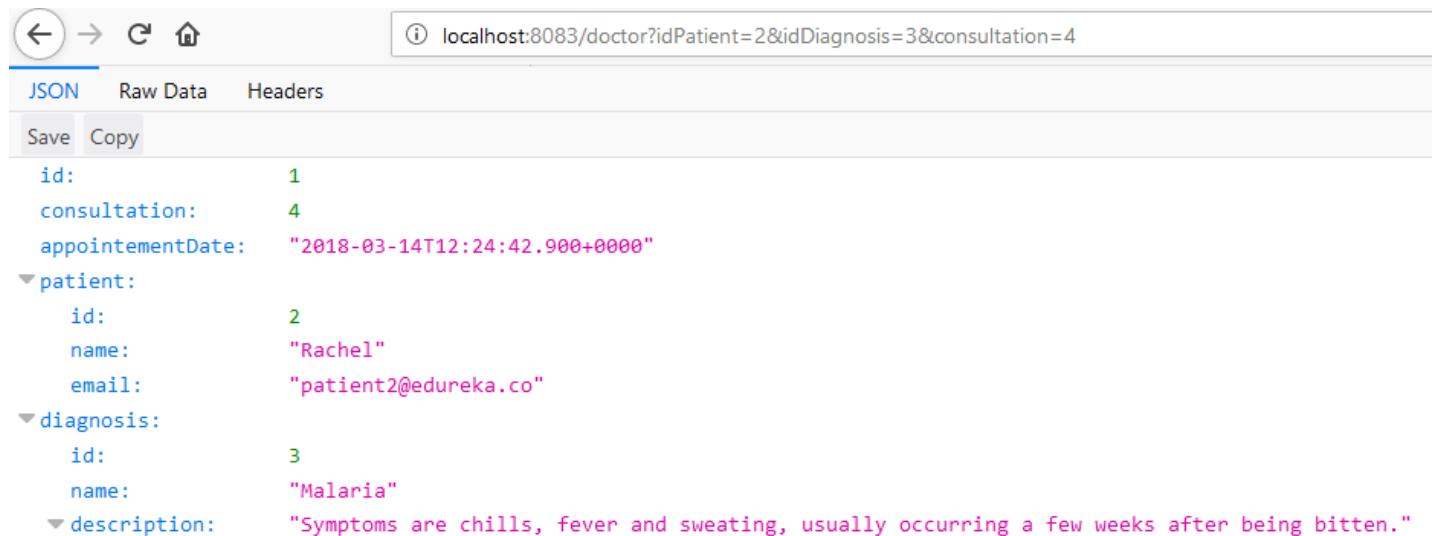 localhost:8083/doctor?idPatient=2&idDiagnosis=3&consultation=4
JSON Raw Data Headers
Save Copy
id: 1
consultation: 4
appointementDate: "2018-03-14T12:24:42.900+0000"
patient:
id: 2
name: "Rachel"
email: "patient2@edureka.co"
diagnosis:
id: 3
name: "Malaria"
description: "Symptoms are chills, fever and sweating, usually occurring a few weeks after being bitten."